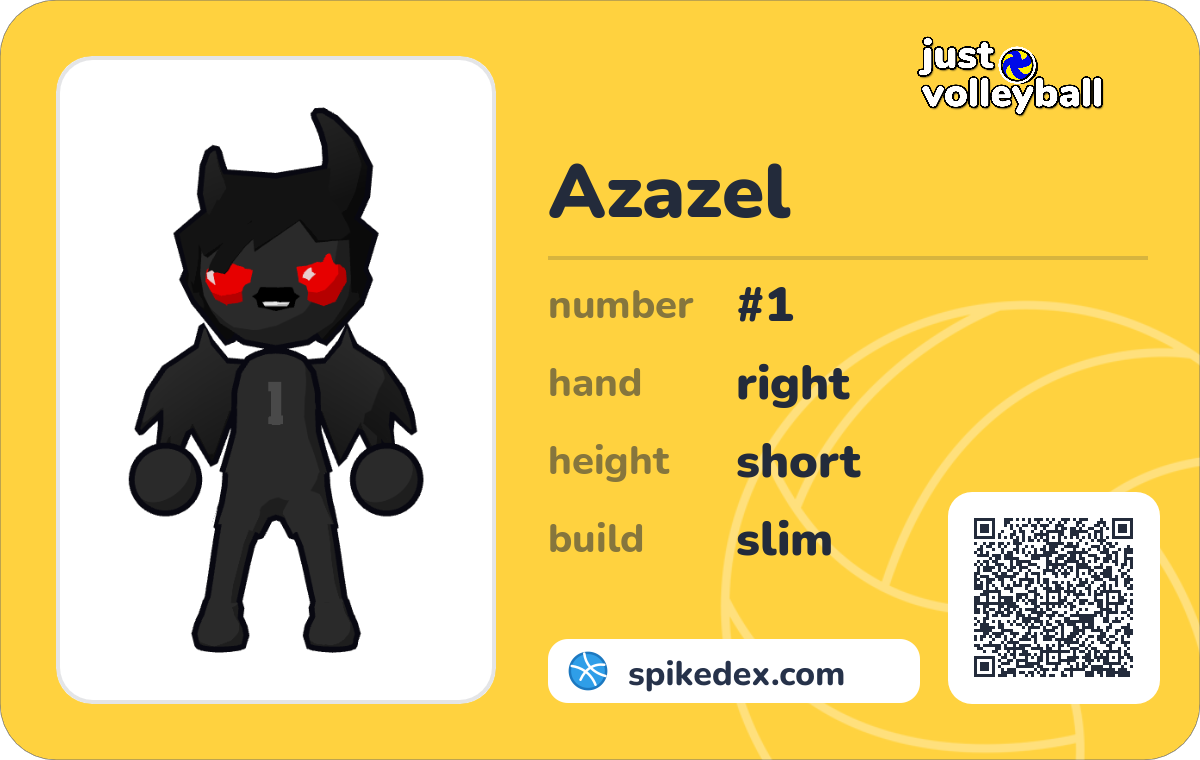 just
volleyball
Azazel
number #1
hand right
height short
build slim
1
spikedex.com